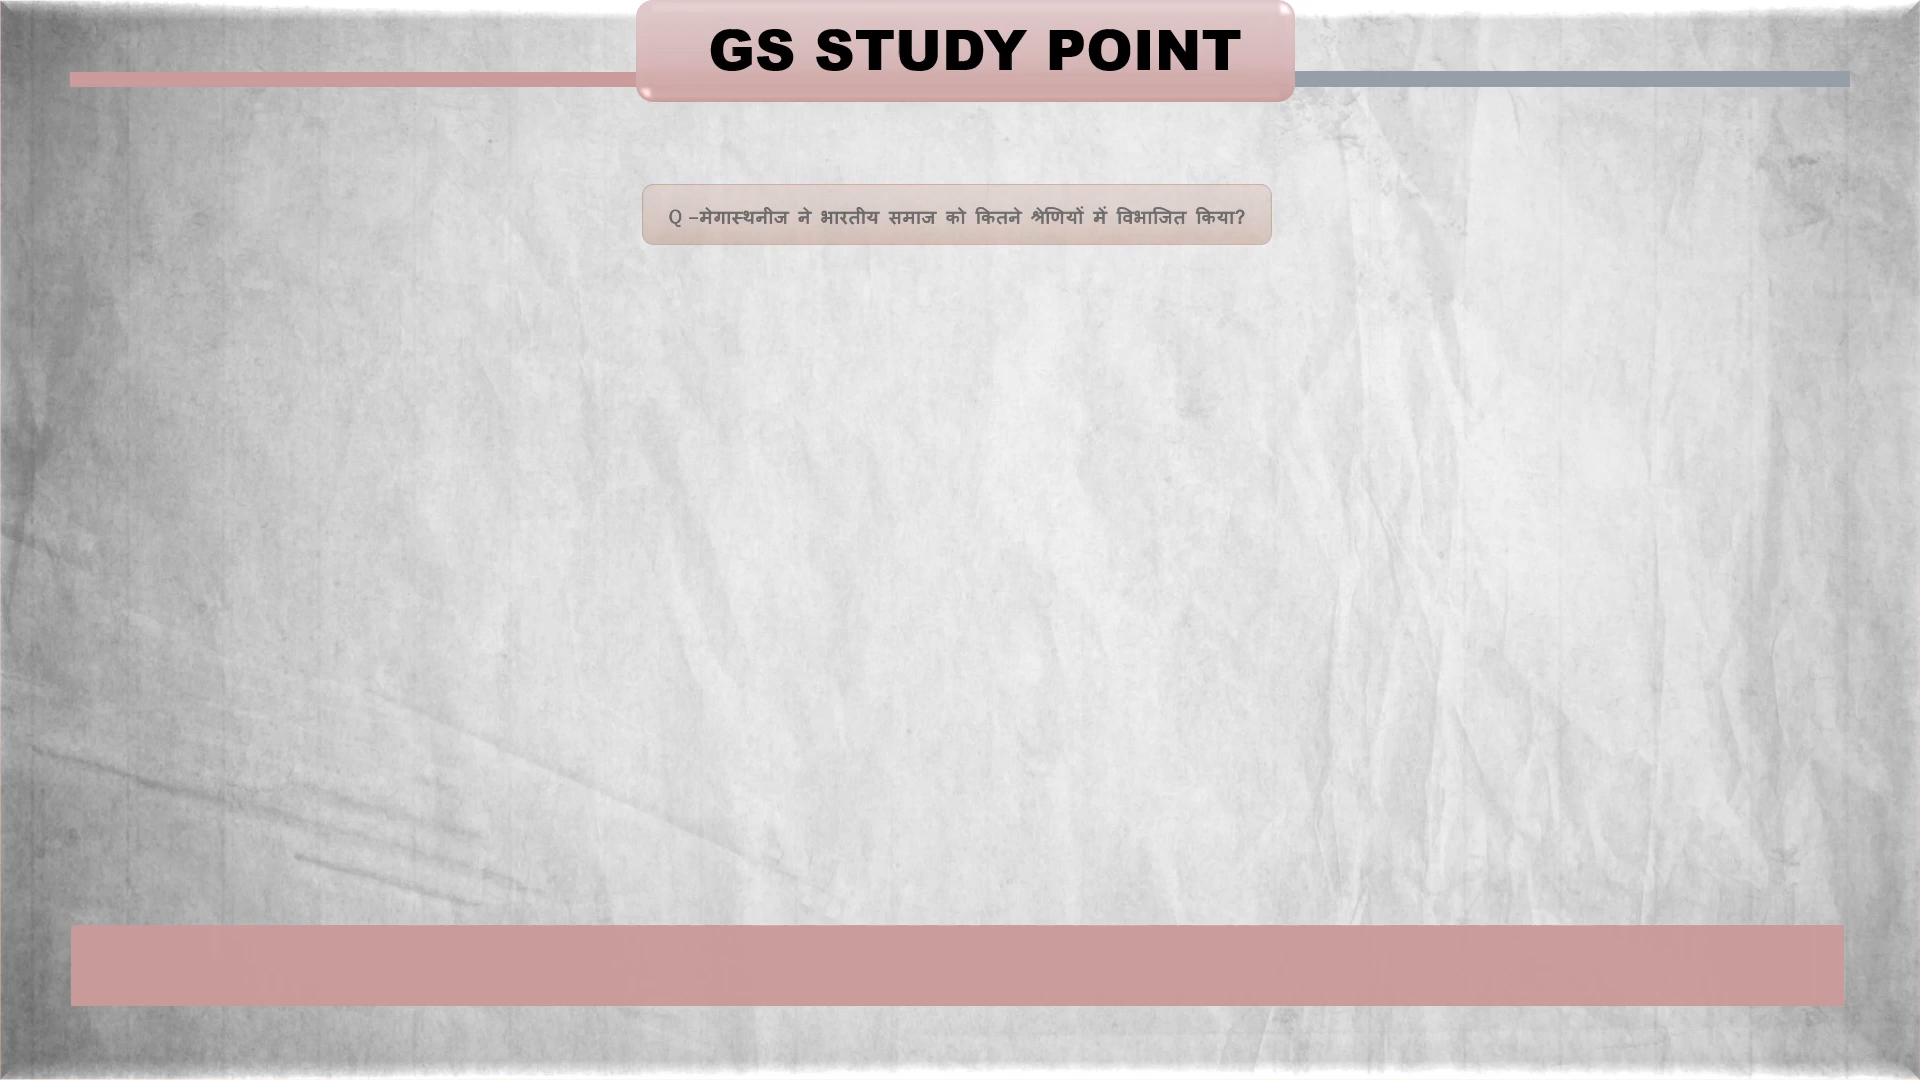 GS STUDY POINT
Q –मेगास्थनीज ने भारतीय समाज को कितने श्रेणियों में विभाजित किया?